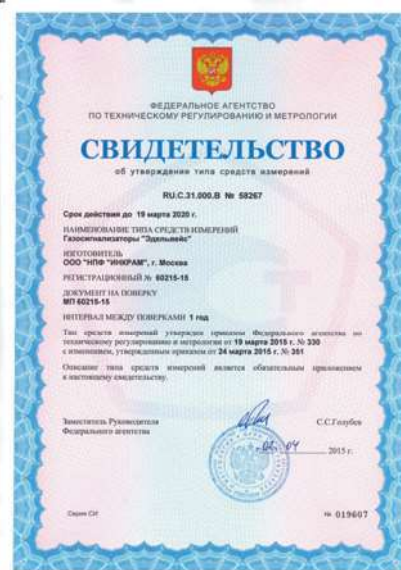 ФЕДЕРАЛЬНОЕ АГЕНТСТВО
ПО ТЕХНИЧЕСКОМУ РЕГУЛИРОВАНИЮ И МЕТРОЛОГИИ
СВИДЕТЕЛЬСТВО
об утверждении типа средств измерений
RU.C.31.000.B № 58267
Срок действия до 19 марта 2020 г.
НАИМЕНОВАНИЕ ТИПА СРЕДСТВ ИЗМЕРЕНИЙ
Газосигнализаторы "Эдельвейс"
ИЗГОТОВИТЕЛЬ
ООО "НПФ "ИНКРАМ", г. Москва
РЕГИСТРАЦИОННЫЙ № 60215-15
ДОКУМЕНТ НА ПОВЕРКУ
МП 60215-15
ИНТЕРВАЛ МЕЖДУ ПОВЕРКАМИ 1 год
Тип средств измерений утвержден приказом Федерального агентства по
техническому регулированию и метрологии от 19 марта 2015 г. № 330
с изменением, утвержденным приказом от 24 марта 2015 г. № 351
Описание типа средств измерений является обязательным приложением
к настоящему свидетельству.
Заместитель Руководителя
Федерального агентства
С.С.Голубев
02 04 2015 г.
Серия СИ
№ 019607